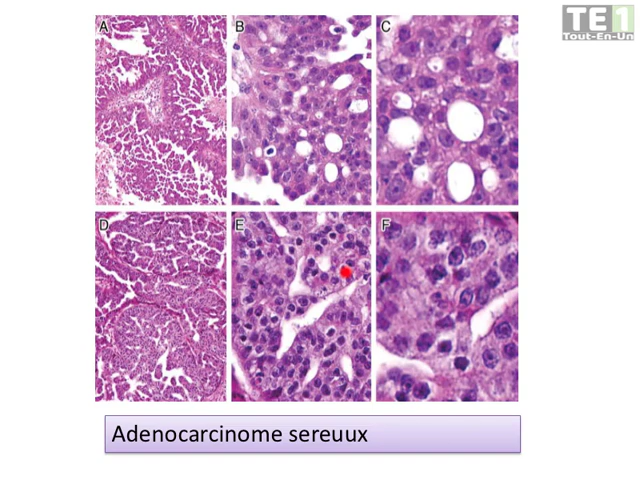 TE1
Tout-En-Un
A B C
D E F
Adenocarcinome sereuux